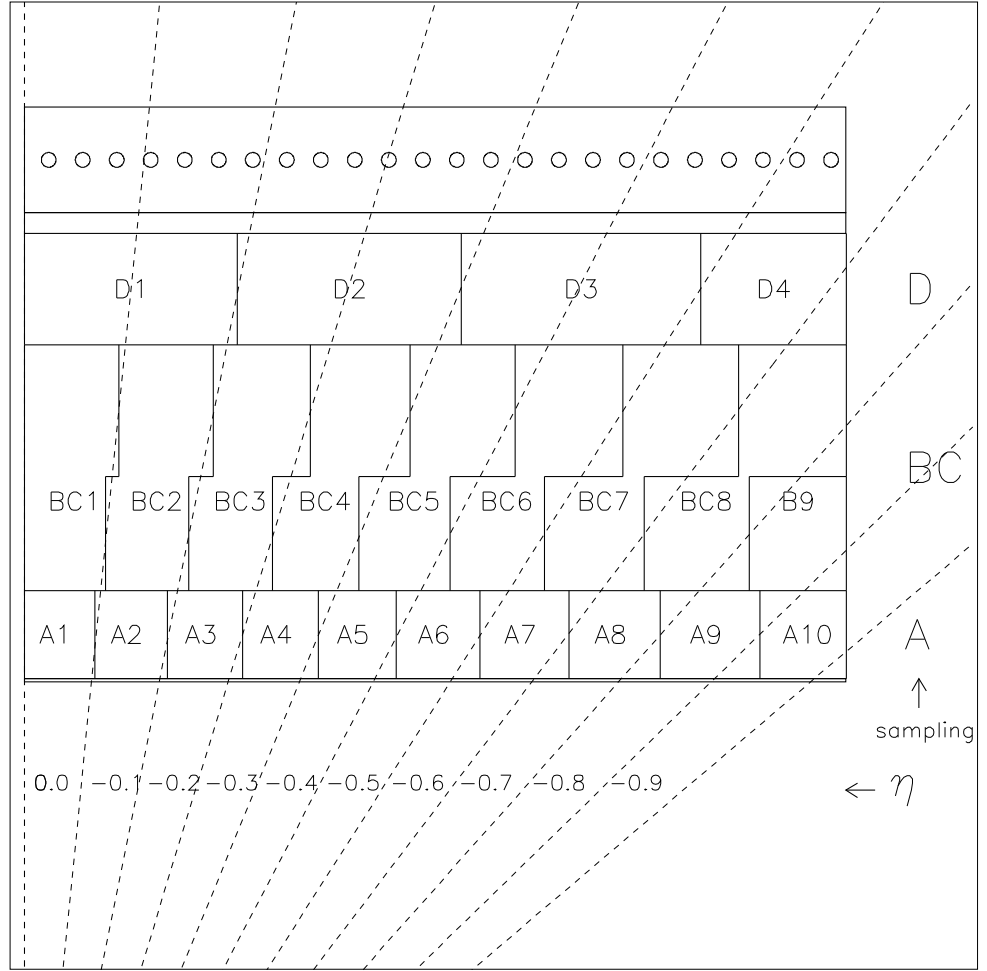 D1 D2 D3 D4 D
BC
BC1 BC2 BC3 BC4 BC5 BC6 BC7 BC8 B9
A1 A2 A3 A4 A5 A6 A7 A8 A9 A10 A
↑
sampling
0.0 −0.1 −0.2 −0.3 −0.4 −0.5 −0.6 −0.7 −0.8 −0.9 ← η